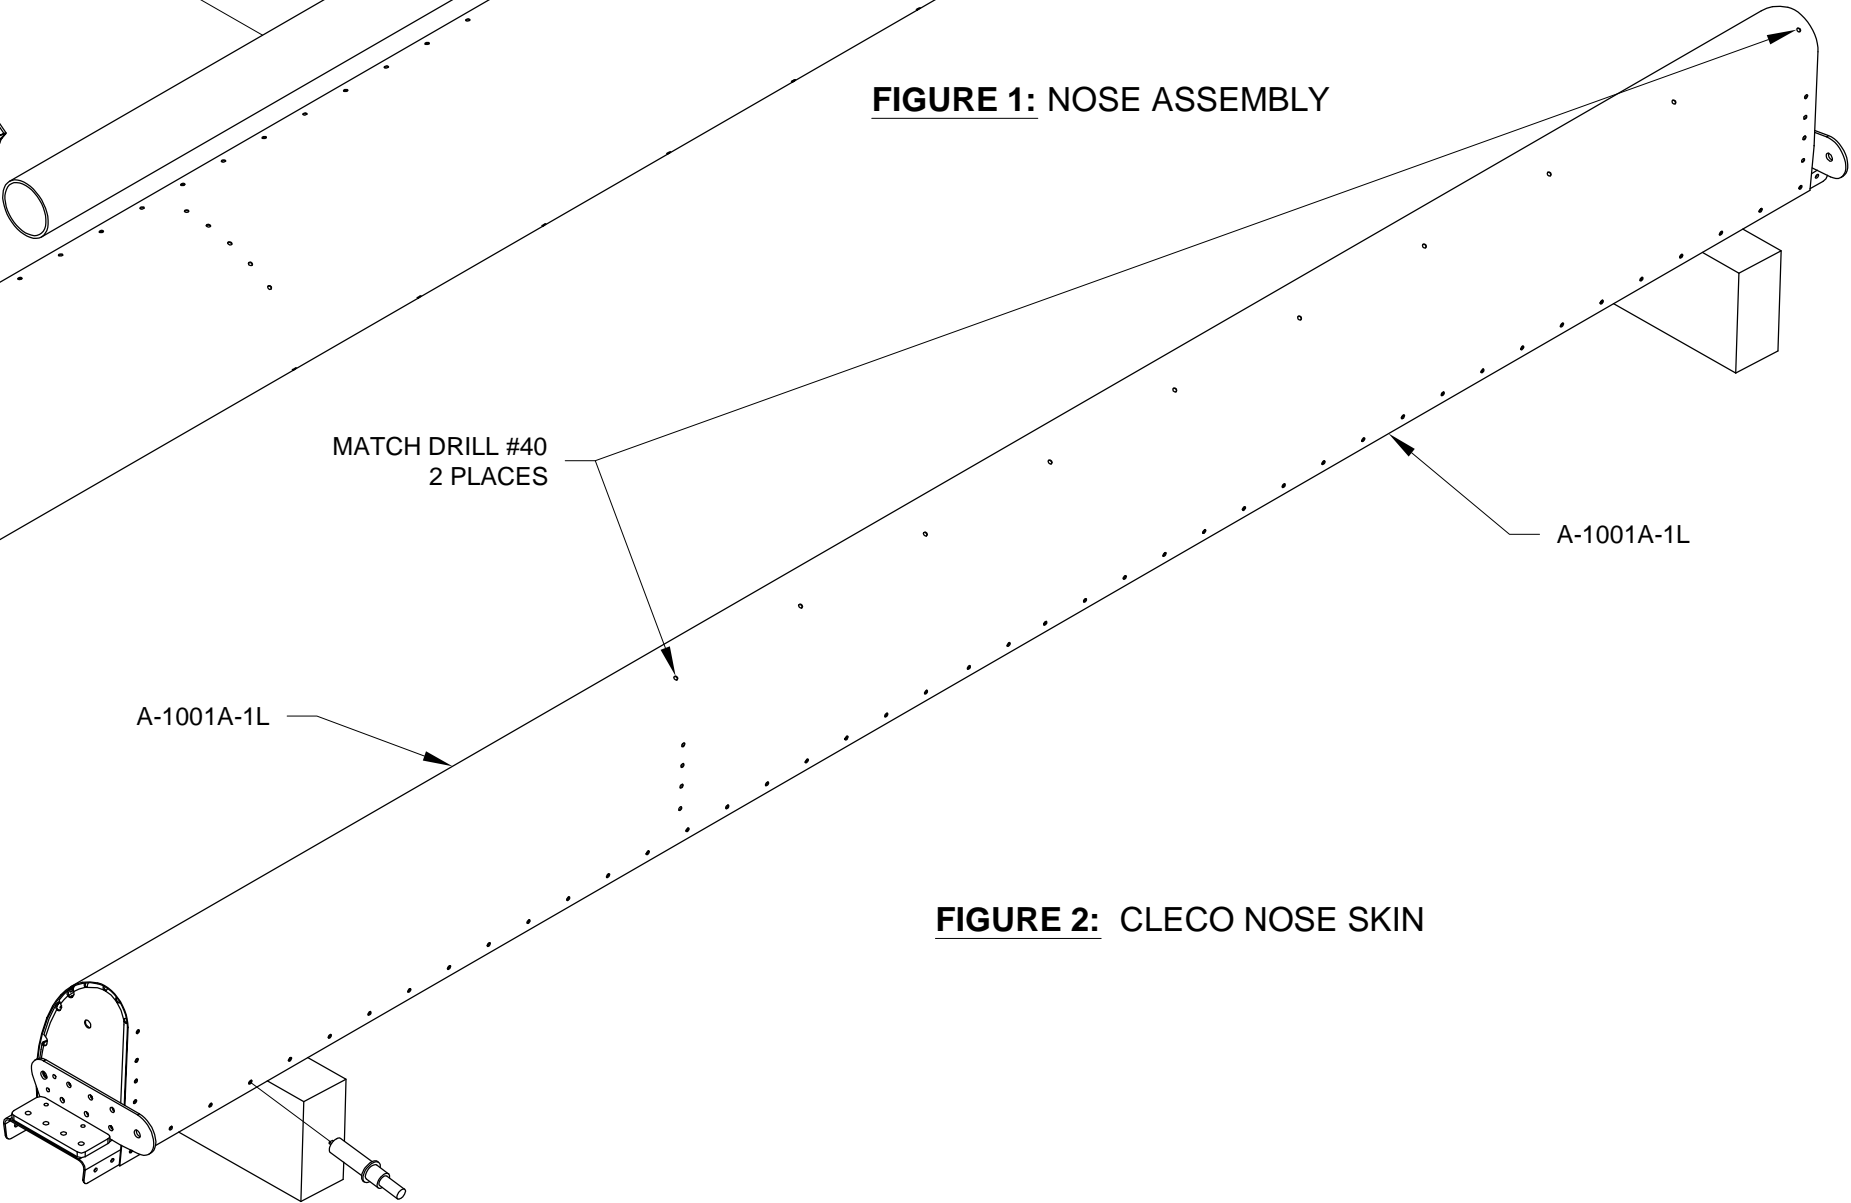 FIGURE 1: NOSE ASSEMBLY
MATCH DRILL #40
2 PLACES
A-1001A-1L
A-1001A-1L
FIGURE 2: CLECO NOSE SKIN